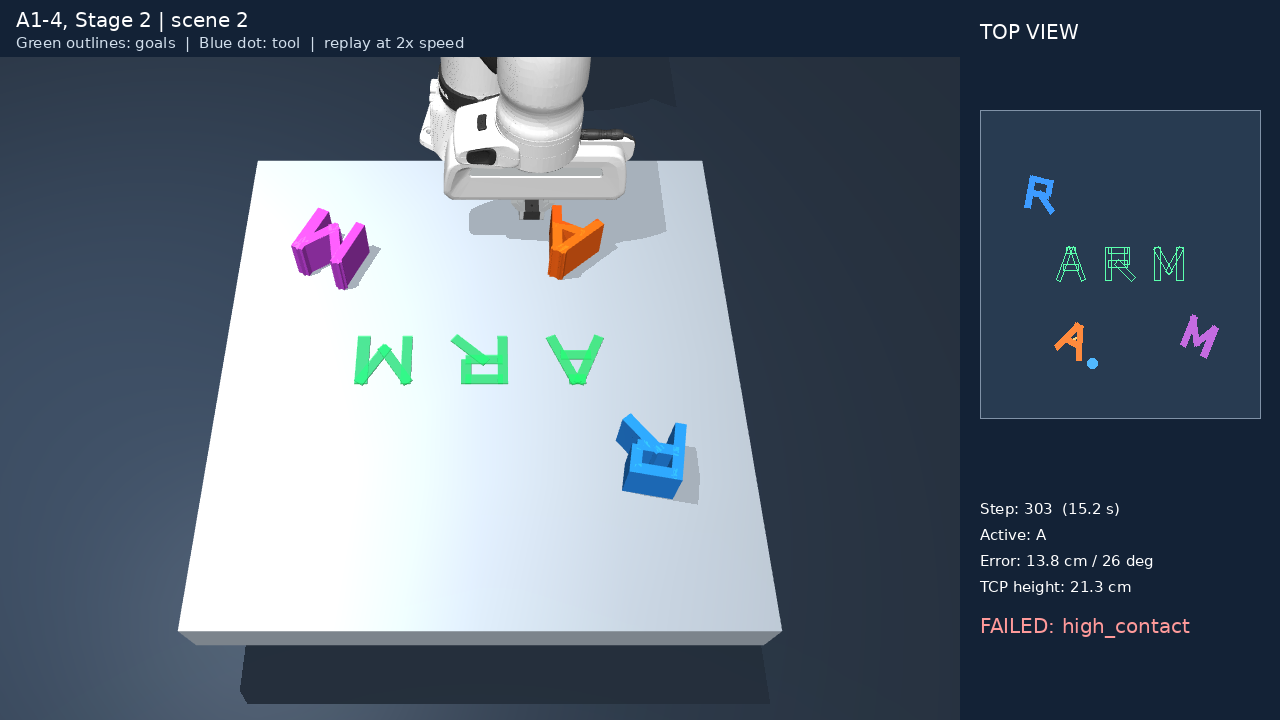 A1-4, Stage 2 | scene 2
Green outlines: goals | Blue dot: tool | replay at 2x speed
TOP VIEW
R
A R M
A M
Step: 303 (15.2 s)
Active: A
Error: 13.8 cm / 26 deg
TCP height: 21.3 cm
FAILED: high_contact
M A
M R A
R